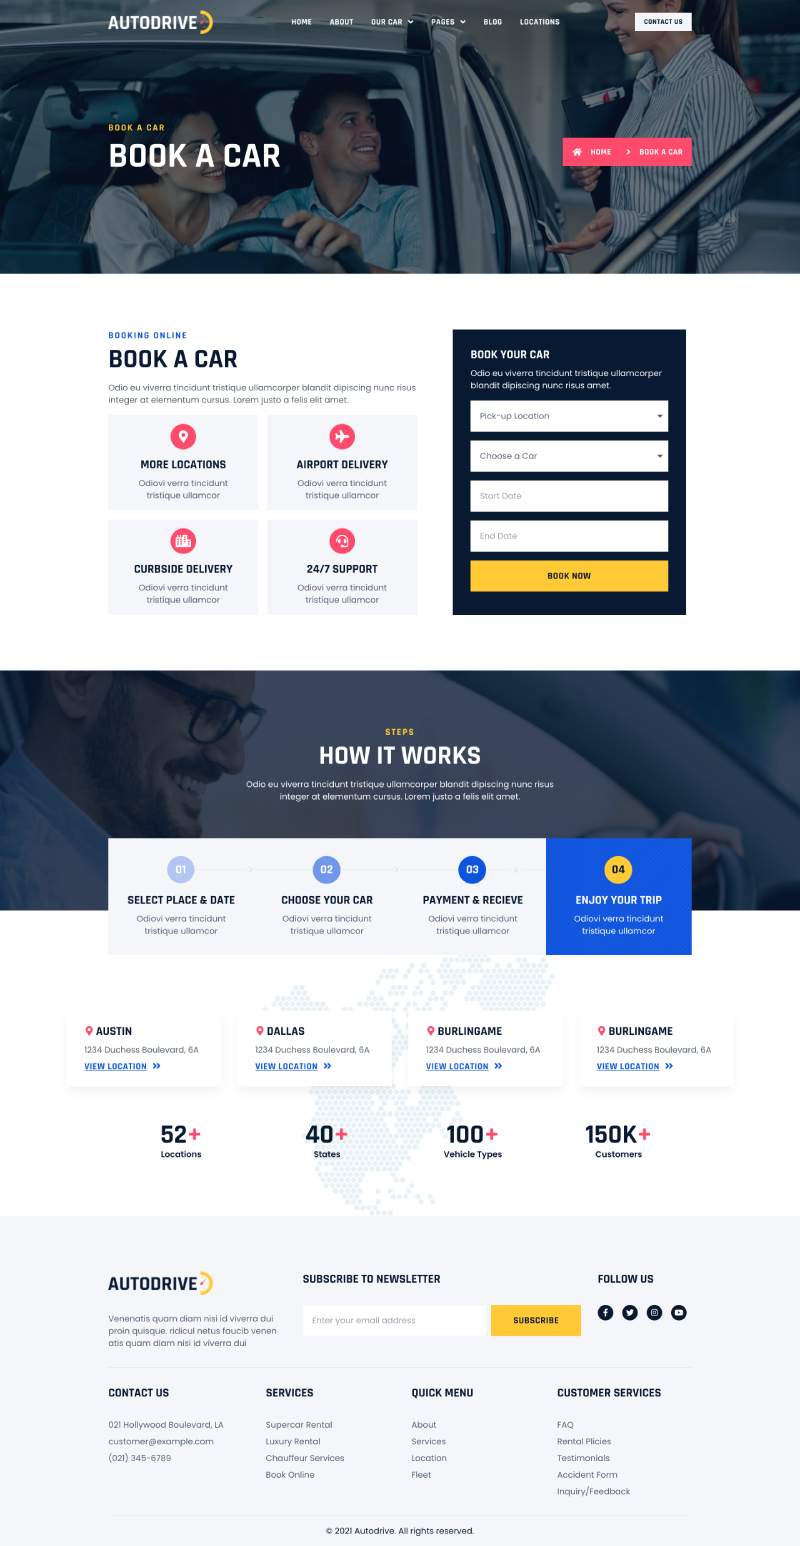 AUTODRIVE
HOME ABOUT OUR CAR PAGES BLOG LOCATIONS
CONTACT US
BOOK A CAR
BOOK A CAR
HOME BOOK A CAR
BOOKING ONLINE
BOOK A CAR
Odio eu viverra tincidunt tristique ullamcorper blandit dipiscing nunc risus
integer at elementum cursus. Lorem justo a felis elit amet.
MORE LOCATIONS
Odiovi verra tincidunt
tristique ullamcor
AIRPORT DELIVERY
Odiovi verra tincidunt
tristique ullamcor
CURBSIDE DELIVERY
Odiovi verra tincidunt
tristique ullamcor
24/7 SUPPORT
Odiovi verra tincidunt
tristique ullamcor
BOOK YOUR CAR
Odio eu viverra tincidunt tristique ullamcorper
blandit dipiscing nunc risus amet.
Pick-up Location
Choose a Car
Start Date
End Date
BOOK NOW
STEPS
HOW IT WORKS
Odio eu viverra tincidunt tristique ullamcorper blandit dipiscing nunc risus
integer at elementum cursus. Lorem justo a felis elit amet.
01
SELECT PLACE & DATE
Odiovi verra tincidunt
tristique ullamcor
02
CHOOSE YOUR CAR
Odiovi verra tincidunt
tristique ullamcor
03
PAYMENT & RECIEVE
Odiovi verra tincidunt
tristique ullamcor
04
ENJOY YOUR TRIP
Odiovi verra tincidunt
tristique ullamcor
AUSTIN
1234 Duchess Boulevard, 6A
VIEW LOCATION
DALLAS
1234 Duchess Boulevard, 6A
VIEW LOCATION
BURLINGAME
1234 Duchess Boulevard, 6A
VIEW LOCATION
BURLINGAME
1234 Duchess Boulevard, 6A
VIEW LOCATION
52+
Locations
40+
States
100+
Vehicle Types
150K+
Customers
AUTODRIVE
Venenatis quam diam nisi id viverra dui
proin quisque. ridicul netus faucib venen
atis quam diam nisi id viverra dui
SUBSCRIBE TO NEWSLETTER
Enter your email address
SUBSCRIBE
FOLLOW US
CONTACT US
021 Hollywood Boulevard, LA
customer@example.com
(021) 345-6789
SERVICES
Supercar Rental
Luxury Rental
Chauffeur Services
Book Online
QUICK MENU
About
Services
Location
Fleet
CUSTOMER SERVICES
FAQ
Rental Plicies
Testimonials
Accident Form
Inquiry/Feedback
© 2021 Autodrive. All rights reserved.